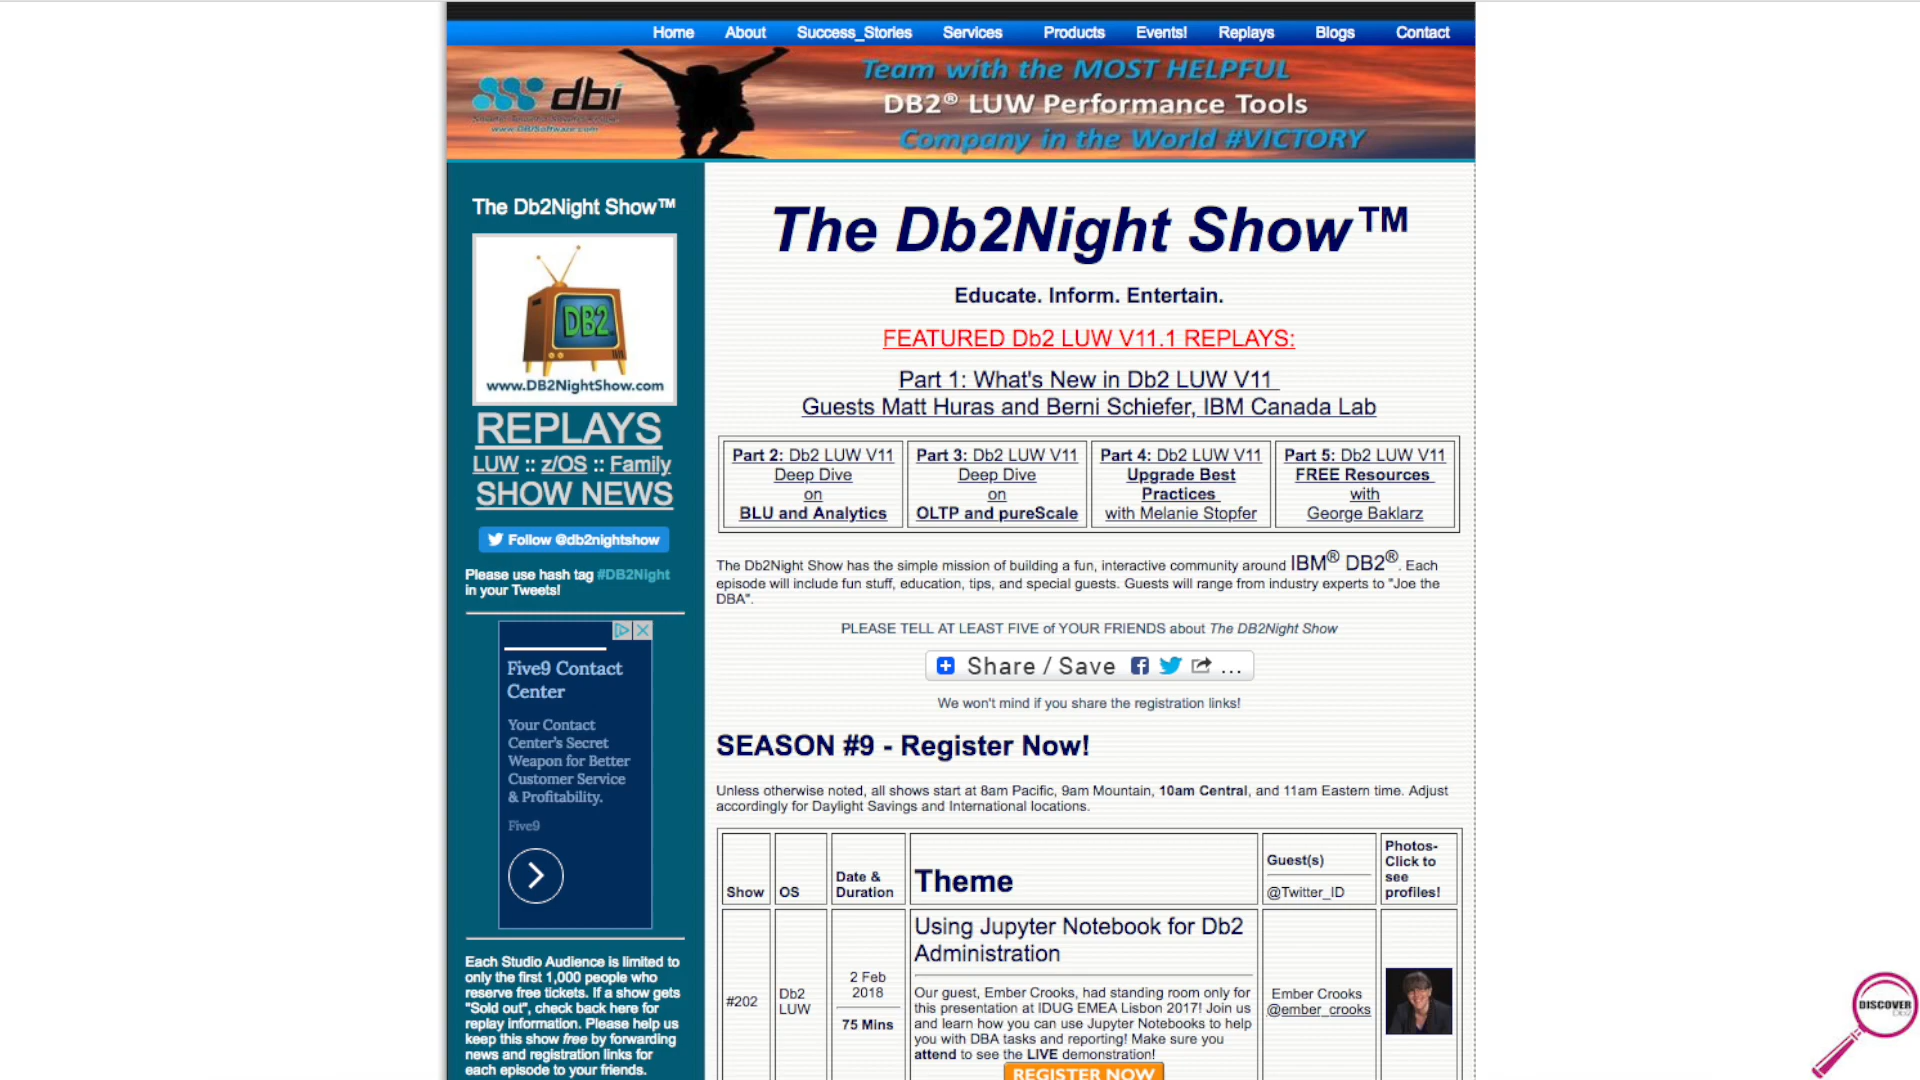 Home About Success_Stories Services Products Events! Replays Blogs Contact
dbi
www.DBISoftware.com
Team with the MOST HELPFUL
DB2® LUW Performance Tools
Company in the World #VICTORY
The Db2Night Show™
DB2
www.DB2NightShow.com
REPLAYS
LUW :: z/OS :: Family
SHOW NEWS
Follow @db2nightshow
Please use hash tag #DB2Night
in your Tweets!
Five9 Contact
Center
Your Contact
Center's Secret
Weapon for Better
Customer Service
& Profitability.
Five9
Each Studio Audience is limited to
only the first 1,000 people who
reserve free tickets. If a show gets
"Sold out", check back here for
replay information. Please help us
keep this show free by forwarding
news and registration links for
each episode to your friends.
The Db2Night Show™
Educate. Inform. Entertain.
FEATURED Db2 LUW V11.1 REPLAYS:
Part 1: What's New in Db2 LUW V11
Guests Matt Huras and Berni Schiefer, IBM Canada Lab
Part 2: Db2 LUW V11
Deep Dive
on
BLU and Analytics
Part 3: Db2 LUW V11
Deep Dive
on
OLTP and pureScale
Part 4: Db2 LUW V11
Upgrade Best
Practices
with Melanie Stopfer
Part 5: Db2 LUW V11
FREE Resources
with
George Baklarz
The Db2Night Show has the simple mission of building a fun, interactive community around IBM® DB2®. Each
episode will include fun stuff, education, tips, and special guests. Guests will range from industry experts to "Joe the
DBA".
PLEASE TELL AT LEAST FIVE of YOUR FRIENDS about The DB2Night Show
Share / Save ...
We won't mind if you share the registration links!
SEASON #9 - Register Now!
Unless otherwise noted, all shows start at 8am Pacific, 9am Mountain, 10am Central, and 11am Eastern time. Adjust
accordingly for Daylight Savings and International locations.
Show
OS
Date &
Duration
Theme
Guest(s)
@Twitter_ID
Photos-
Click to
see
profiles!
#202
Db2
LUW
2 Feb
2018
75 Mins
Using Jupyter Notebook for Db2
Administration
Our guest, Ember Crooks, had standing room only for
this presentation at IDUG EMEA Lisbon 2017! Join us
and learn how you can use Jupyter Notebooks to help
you with DBA tasks and reporting! Make sure you
attend to see the LIVE demonstration!
REGISTER NOW
Ember Crooks
@ember_crooks
DISCOVER
Db2